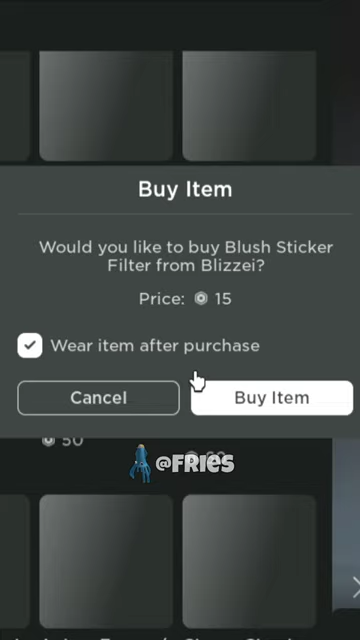 Buy Item
Would you like to buy Blush Sticker
Filter from Blizzei?
Price: 15
Wear item after purchase
Cancel
Buy Item
50
@FRIES